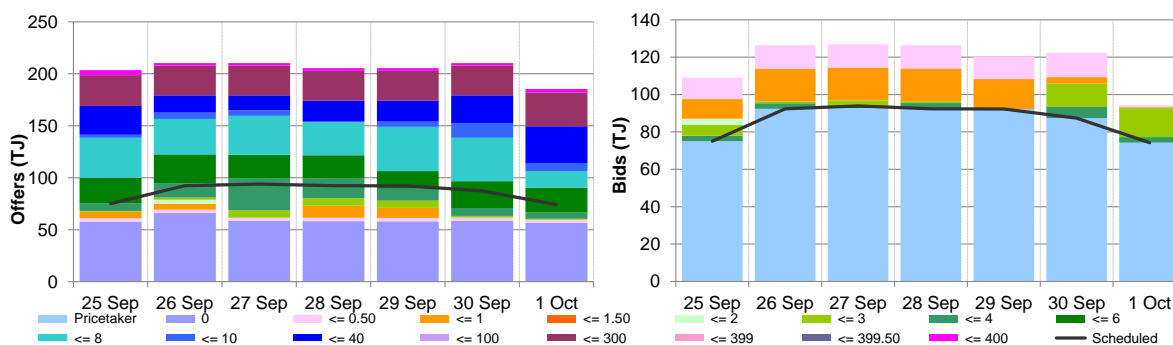 250
200
150
100
50
0
Offers (TJ)
25 Sep 26 Sep 27 Sep 28 Sep 29 Sep 30 Sep 1 Oct
140
120
100
80
60
40
20
0
Bids (TJ)
25 Sep 26 Sep 27 Sep 28 Sep 29 Sep 30 Sep 1 Oct
Pricetaker 0 <= 0.50 <= 1 <= 1.50 <= 2 <= 3 <= 4 <= 6
<= 8 <= 10 <= 40 <= 100 <= 300 <= 399 <= 399.50 <= 400 Scheduled